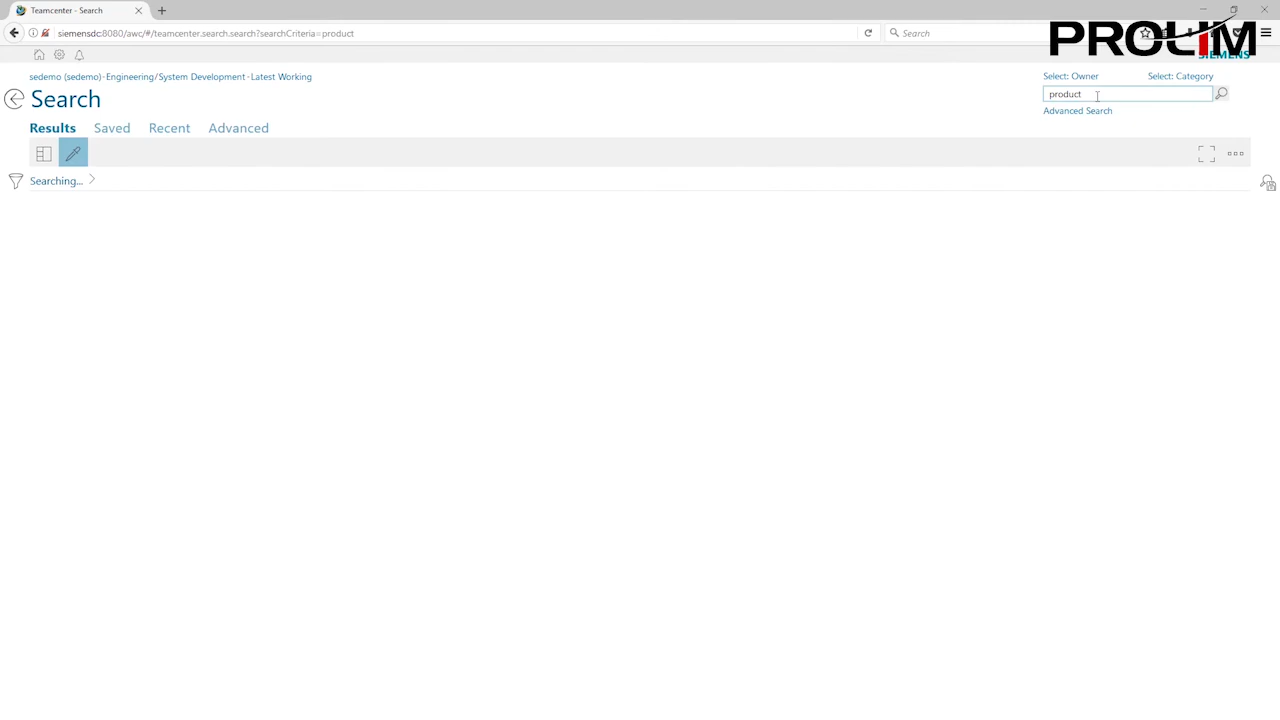 Teamcenter - Search
siemensdc:8080/awc/#/teamcenter.search.search?searchCriteria=product
Search
PROLIM
SIEMENS
sedemo (sedemo) - Engineering/System Development - Latest Working
Select: Owner
Select: Category
Search
product
Advanced Search
Results
Saved
Recent
Advanced
Searching...